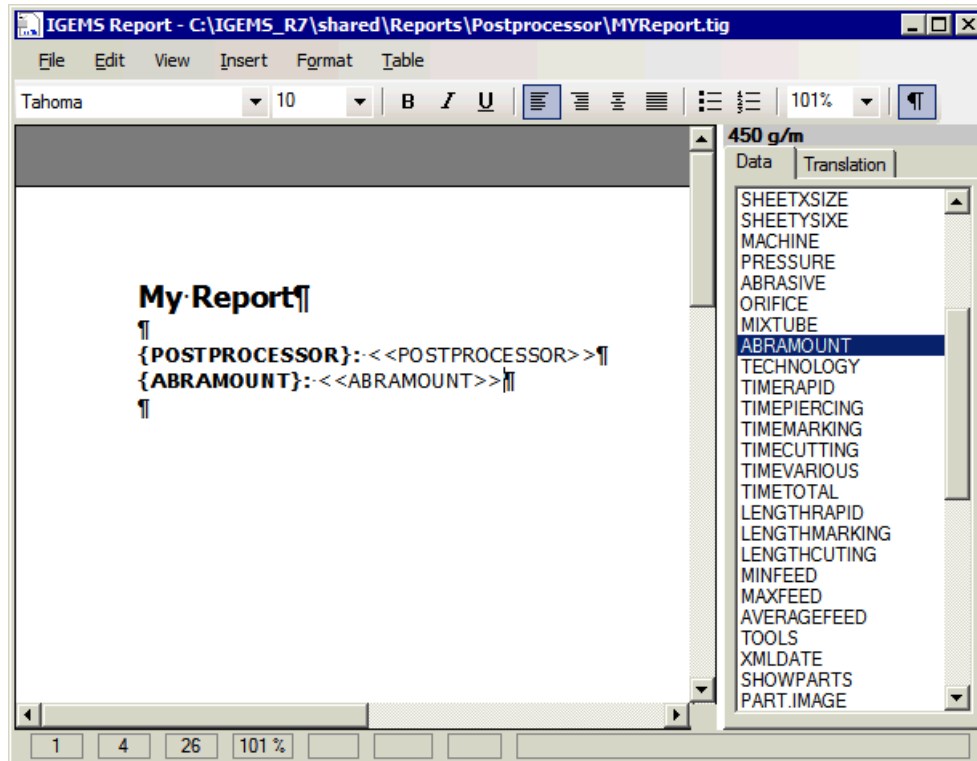 IGEMS Report - C:\IGEMS_R7\shared\Reports\Postprocessor\MYReport.tig
File Edit View Insert Format Table
Tahoma 10 B I U 101% ¶
450 g/m
Data Translation
My·Report¶
¶
{POSTPROCESSOR}:·<<POSTPROCESSOR>>¶
{ABRAMOUNT}:·<<ABRAMOUNT>>¶
¶
SHEETXSIZE
SHEETYSIXE
MACHINE
PRESSURE
ABRASIVE
ORIFICE
MIXTUBE
ABRAMOUNT
TECHNOLOGY
TIMERAPID
TIMEPIERCING
TIMEMARKING
TIMECUTTING
TIMEVARIOUS
TIMETOTAL
LENGTHRAPID
LENGTHMARKING
LENGTHCUTING
MINFEED
MAXFEED
AVERAGEFEED
TOOLS
XMLDATE
SHOWPARTS
PART.IMAGE
1 4 26 101 %